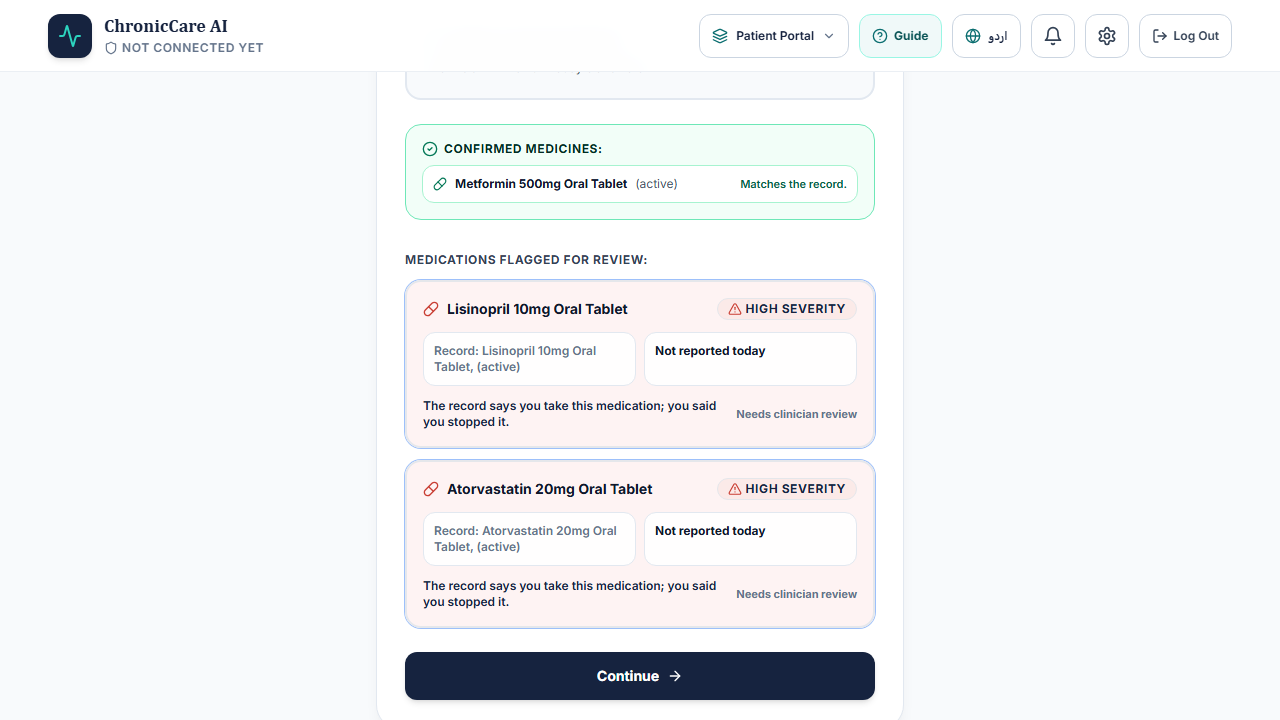 ChronicCare AI
NOT CONNECTED YET
Patient Portal
Guide
اردو
Log Out
CONFIRMED MEDICINES:
Metformin 500mg Oral Tablet (active)
Matches the record.
MEDICATIONS FLAGGED FOR REVIEW:
Lisinopril 10mg Oral Tablet
HIGH SEVERITY
Record: Lisinopril 10mg Oral
Tablet, (active)
Not reported today
The record says you take this medication; you said
you stopped it.
Needs clinician review
Atorvastatin 20mg Oral Tablet
HIGH SEVERITY
Record: Atorvastatin 20mg Oral
Tablet, (active)
Not reported today
The record says you take this medication; you said
you stopped it.
Needs clinician review
Continue